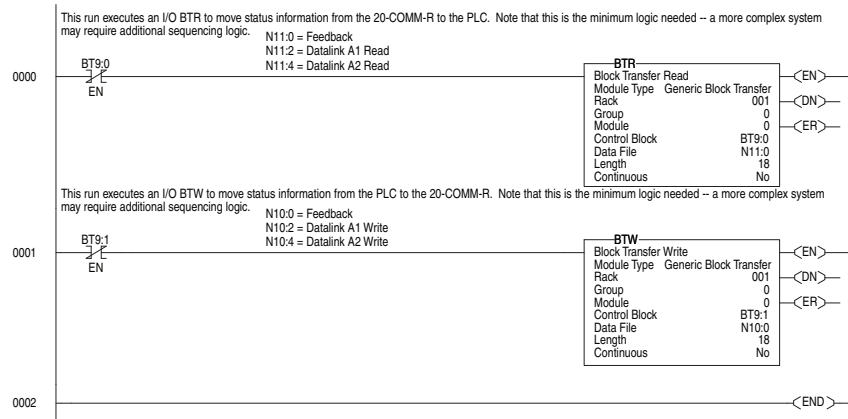 This run executes an I/O BTR to move status information from the 20-COMM-R to the PLC. Note that this is the minimum logic needed -- a more complex system
may require additional sequencing logic.
N11:0 = Feedback
N11:2 = Datalink A1 Read
N11:4 = Datalink A2 Read
0000
BT9:0
EN
BTR
Block Transfer Read
Module Type Generic Block Transfer
Rack 001
Group 0
Module 0
Control Block BT9:0
Data File N11:0
Length 18
Continuous No
EN
DN
ER
This run executes an I/O BTW to move status information from the PLC to the 20-COMM-R. Note that this is the minimum logic needed -- a more complex system
may require additional sequencing logic.
N10:0 = Feedback
N10:2 = Datalink A1 Write
N10:4 = Datalink A2 Write
0001
BT9:1
EN
BTW
Block Transfer Write
Module Type Generic Block Transfer
Rack 001
Group 0
Module 0
Control Block BT9:1
Data File N10:0
Length 18
Continuous No
EN
DN
ER
0002
END